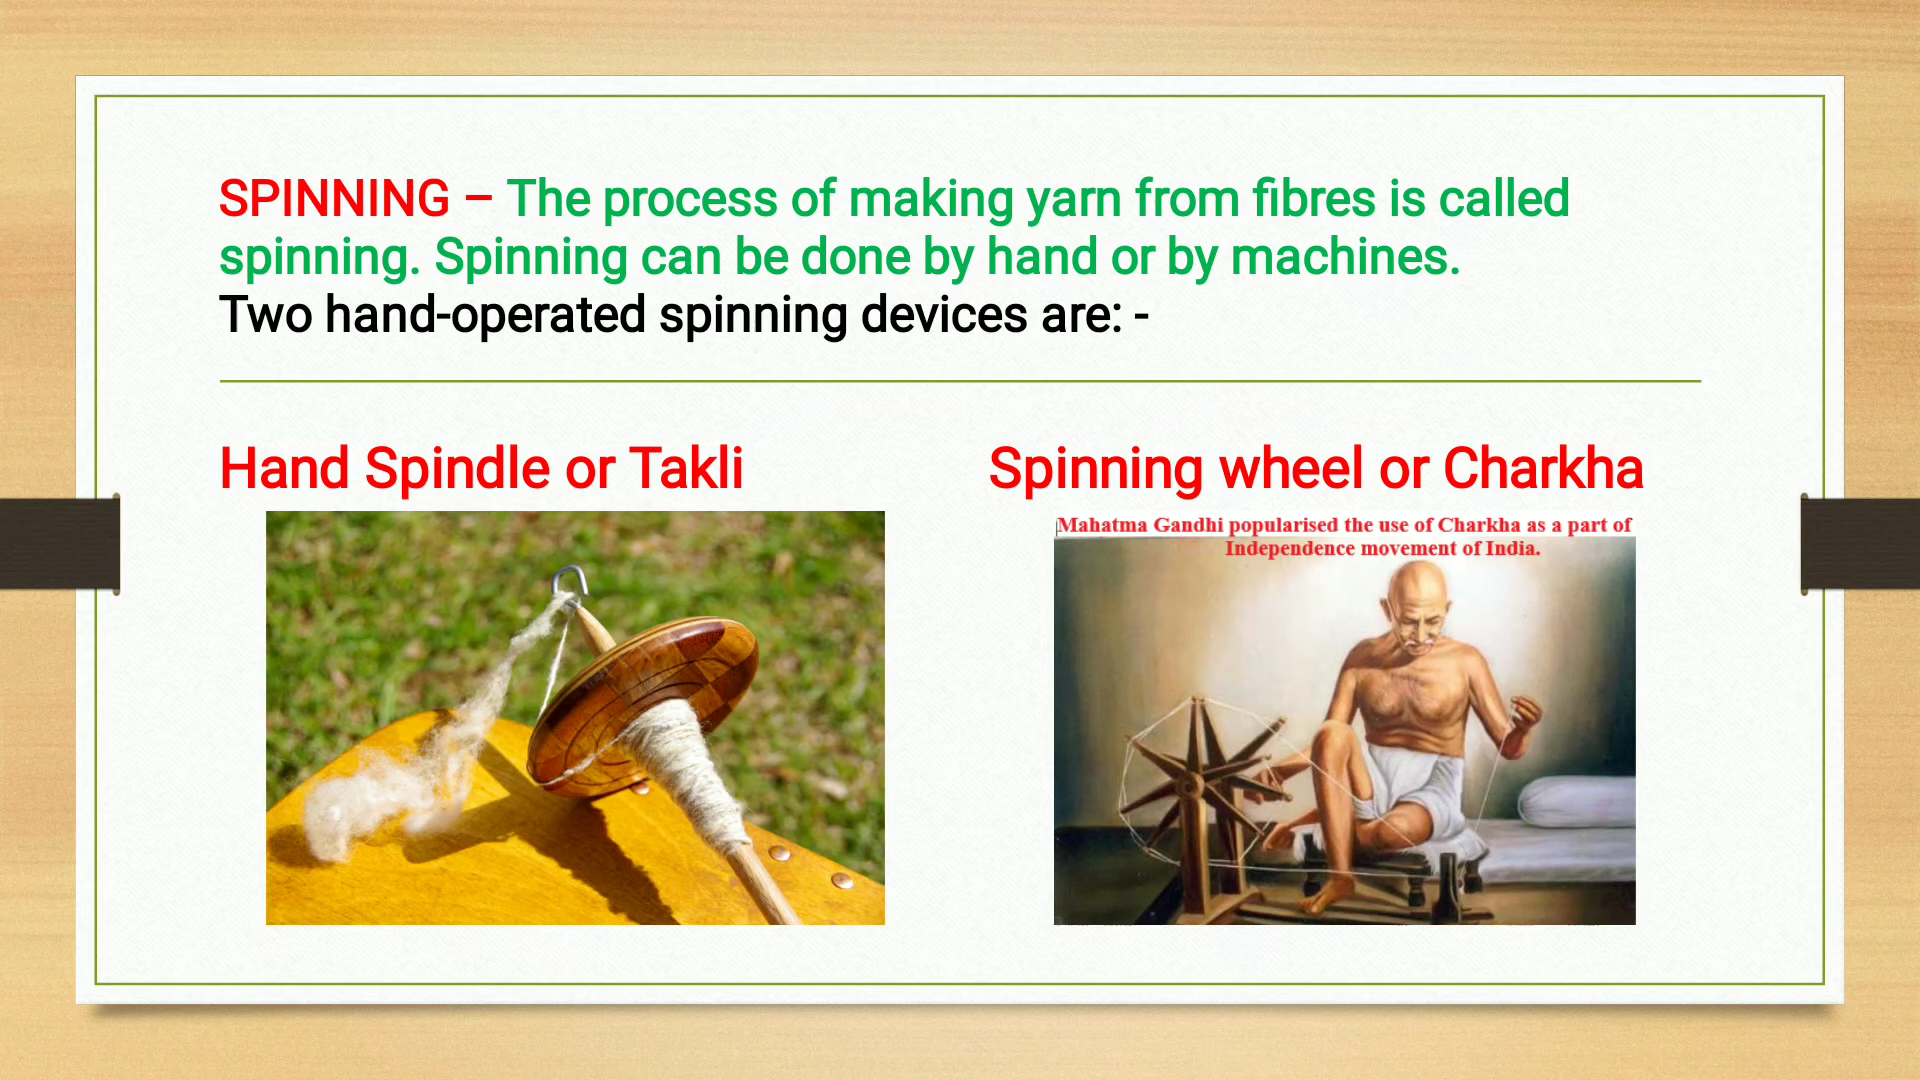 SPINNING – The process of making yarn from fibres is called
spinning. Spinning can be done by hand or by machines.
Two hand-operated spinning devices are: -
Hand Spindle or Takli
Spinning wheel or Charkha
Mahatma Gandhi popularised the use of Charkha as a part of
Independence movement of India.